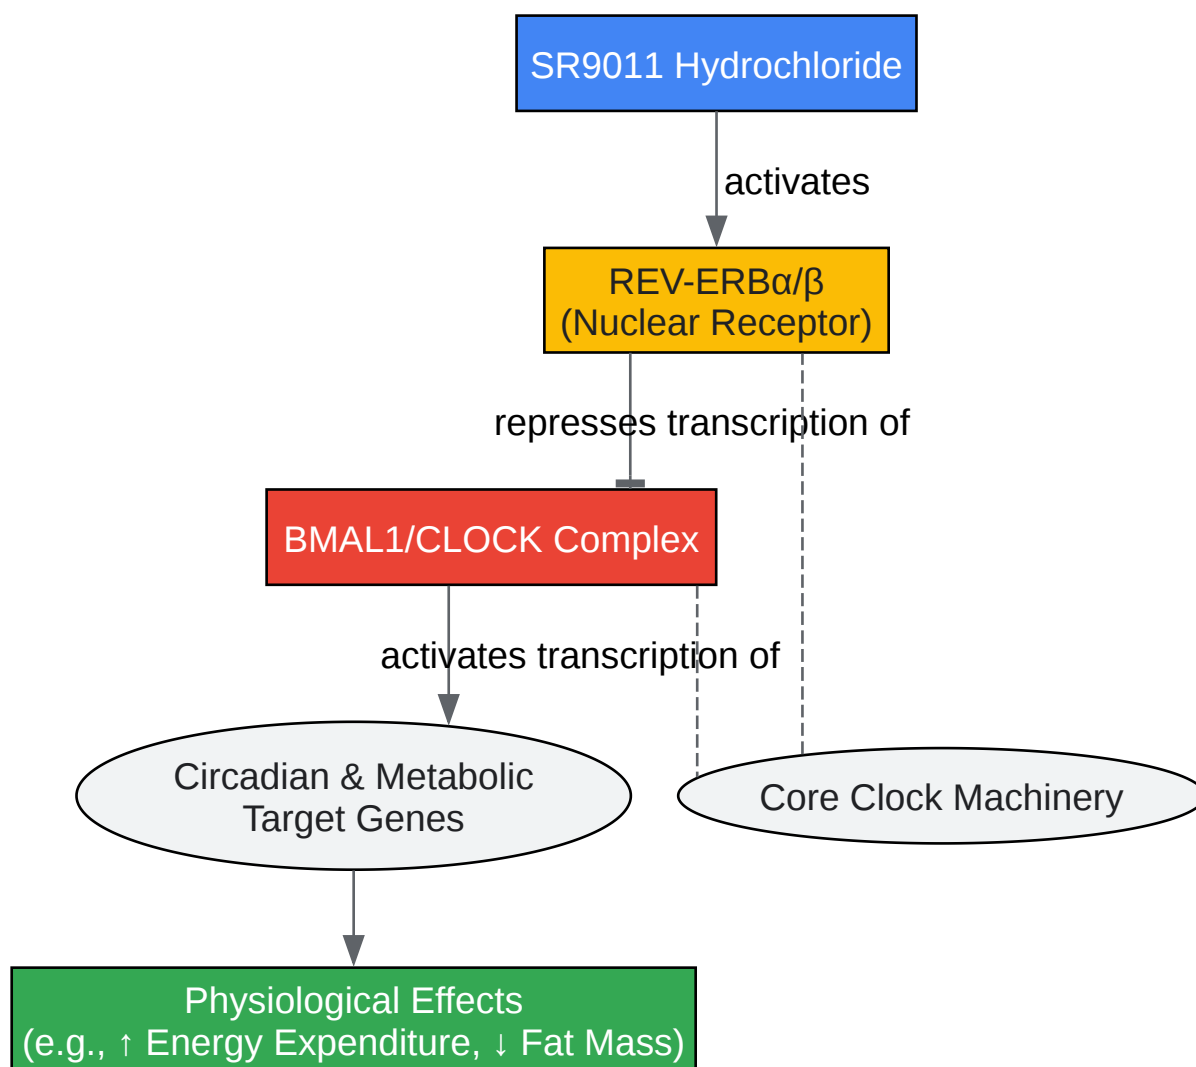 SR9011 Hydrochloride
activates
REV-ERBα/β
(Nuclear Receptor)
represses transcription of
BMAL1/CLOCK Complex
activates transcription of
Circadian & Metabolic
Target Genes
Core Clock Machinery
Physiological Effects
(e.g., ↑ Energy Expenditure, ↓ Fat Mass)